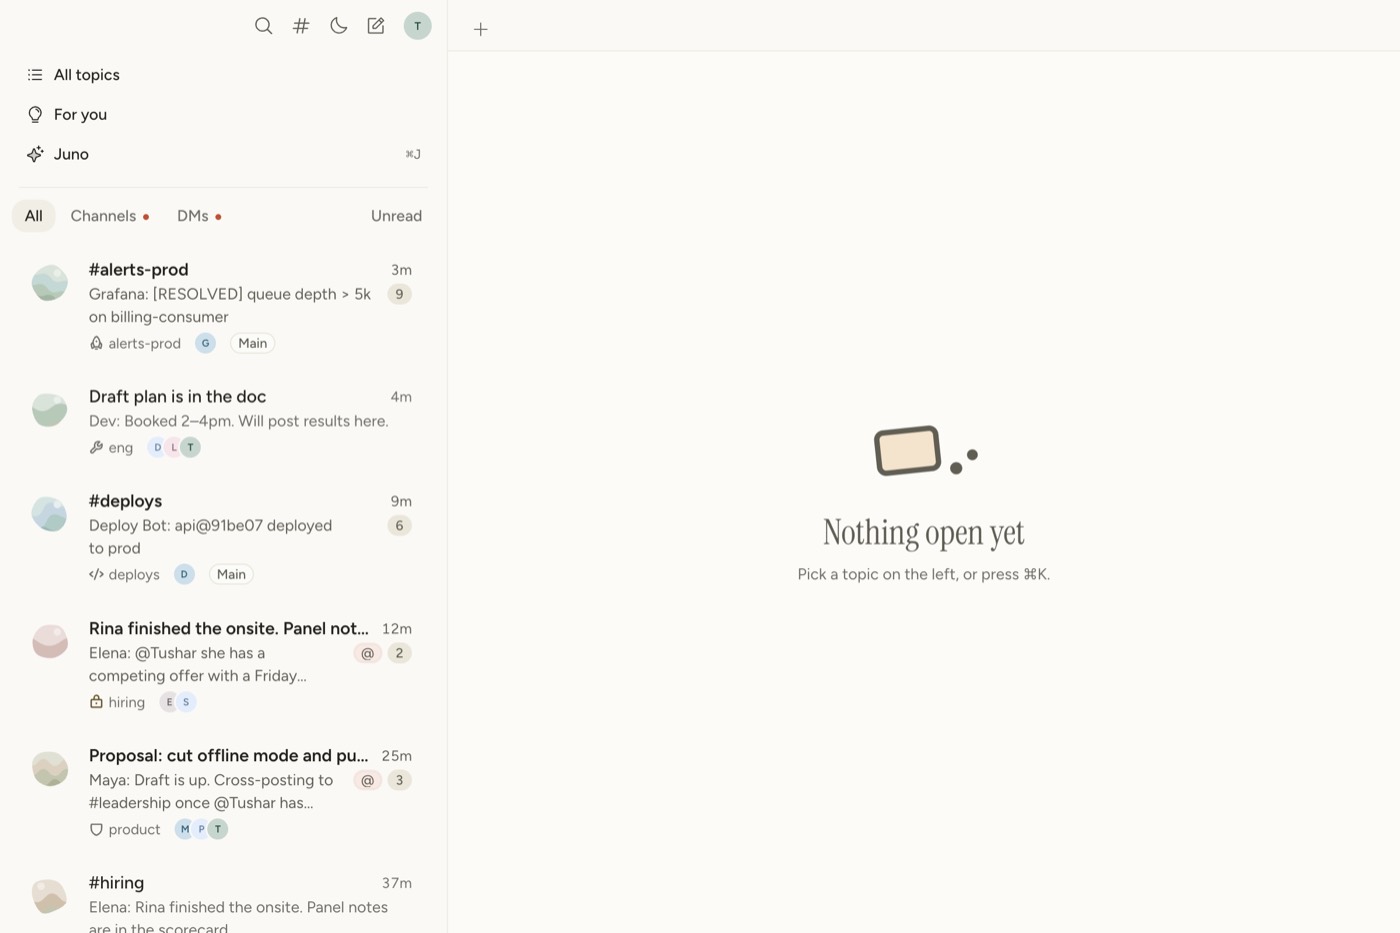 T
All topics
For you
Juno
⌘J
All
Channels
DMs
Unread
#alerts-prod
3m
Grafana: [RESOLVED] queue depth > 5k
9
on billing-consumer
alerts-prod
G
Main
Draft plan is in the doc
4m
Dev: Booked 2–4pm. Will post results here.
eng
D
L
T
#deploys
9m
Deploy Bot: api@91be07 deployed
6
to prod
deploys
D
Main
Rina finished the onsite. Panel not...
12m
Elena: @Tushar she has a
@
2
competing offer with a Friday...
hiring
E
S
Proposal: cut offline mode and pu...
25m
Maya: Draft is up. Cross-posting to
@
3
#leadership once @Tushar has...
product
M
P
T
#hiring
37m
Elena: Rina finished the onsite. Panel notes
are in the scorecard
Nothing open yet
Pick a topic on the left, or press ⌘K.